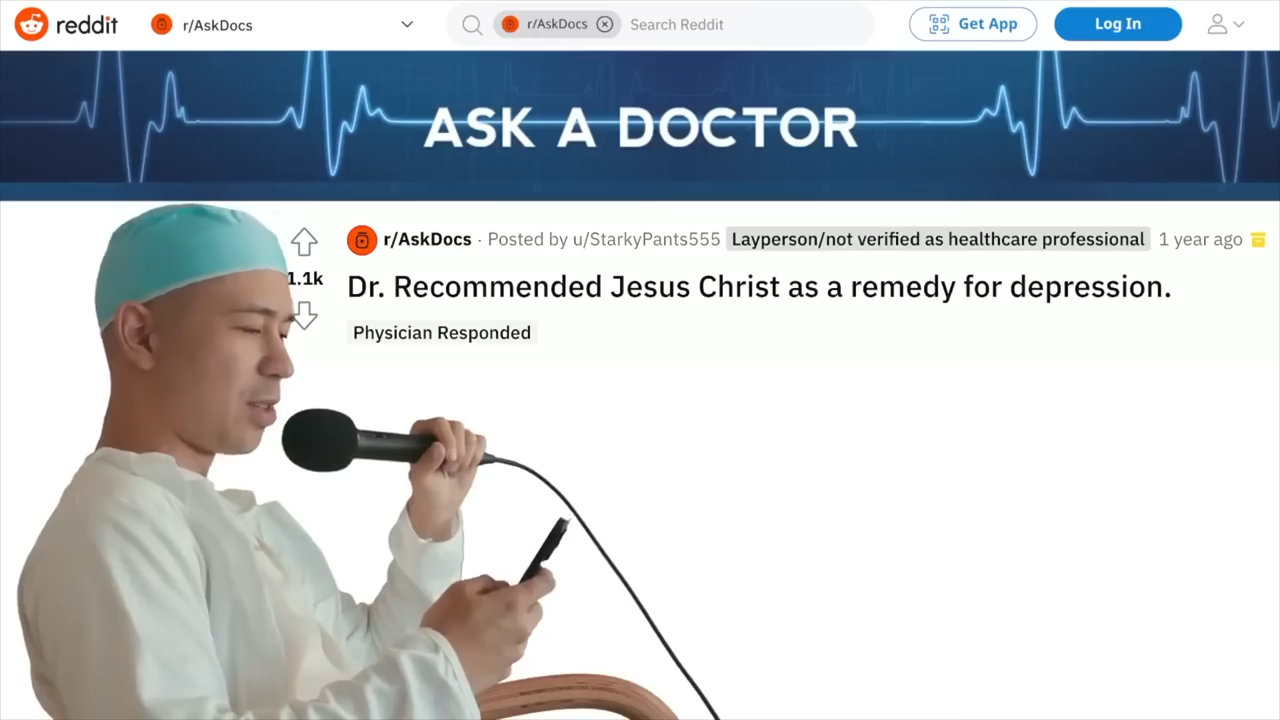 reddit r/AskDocs r/AskDocs Search Reddit Get App Log In
ASK A DOCTOR
r/AskDocs · Posted by u/StarkyPants555 Layperson/not verified as healthcare professional 1 year ago
1.1k
Dr. Recommended Jesus Christ as a remedy for depression.
Physician Responded